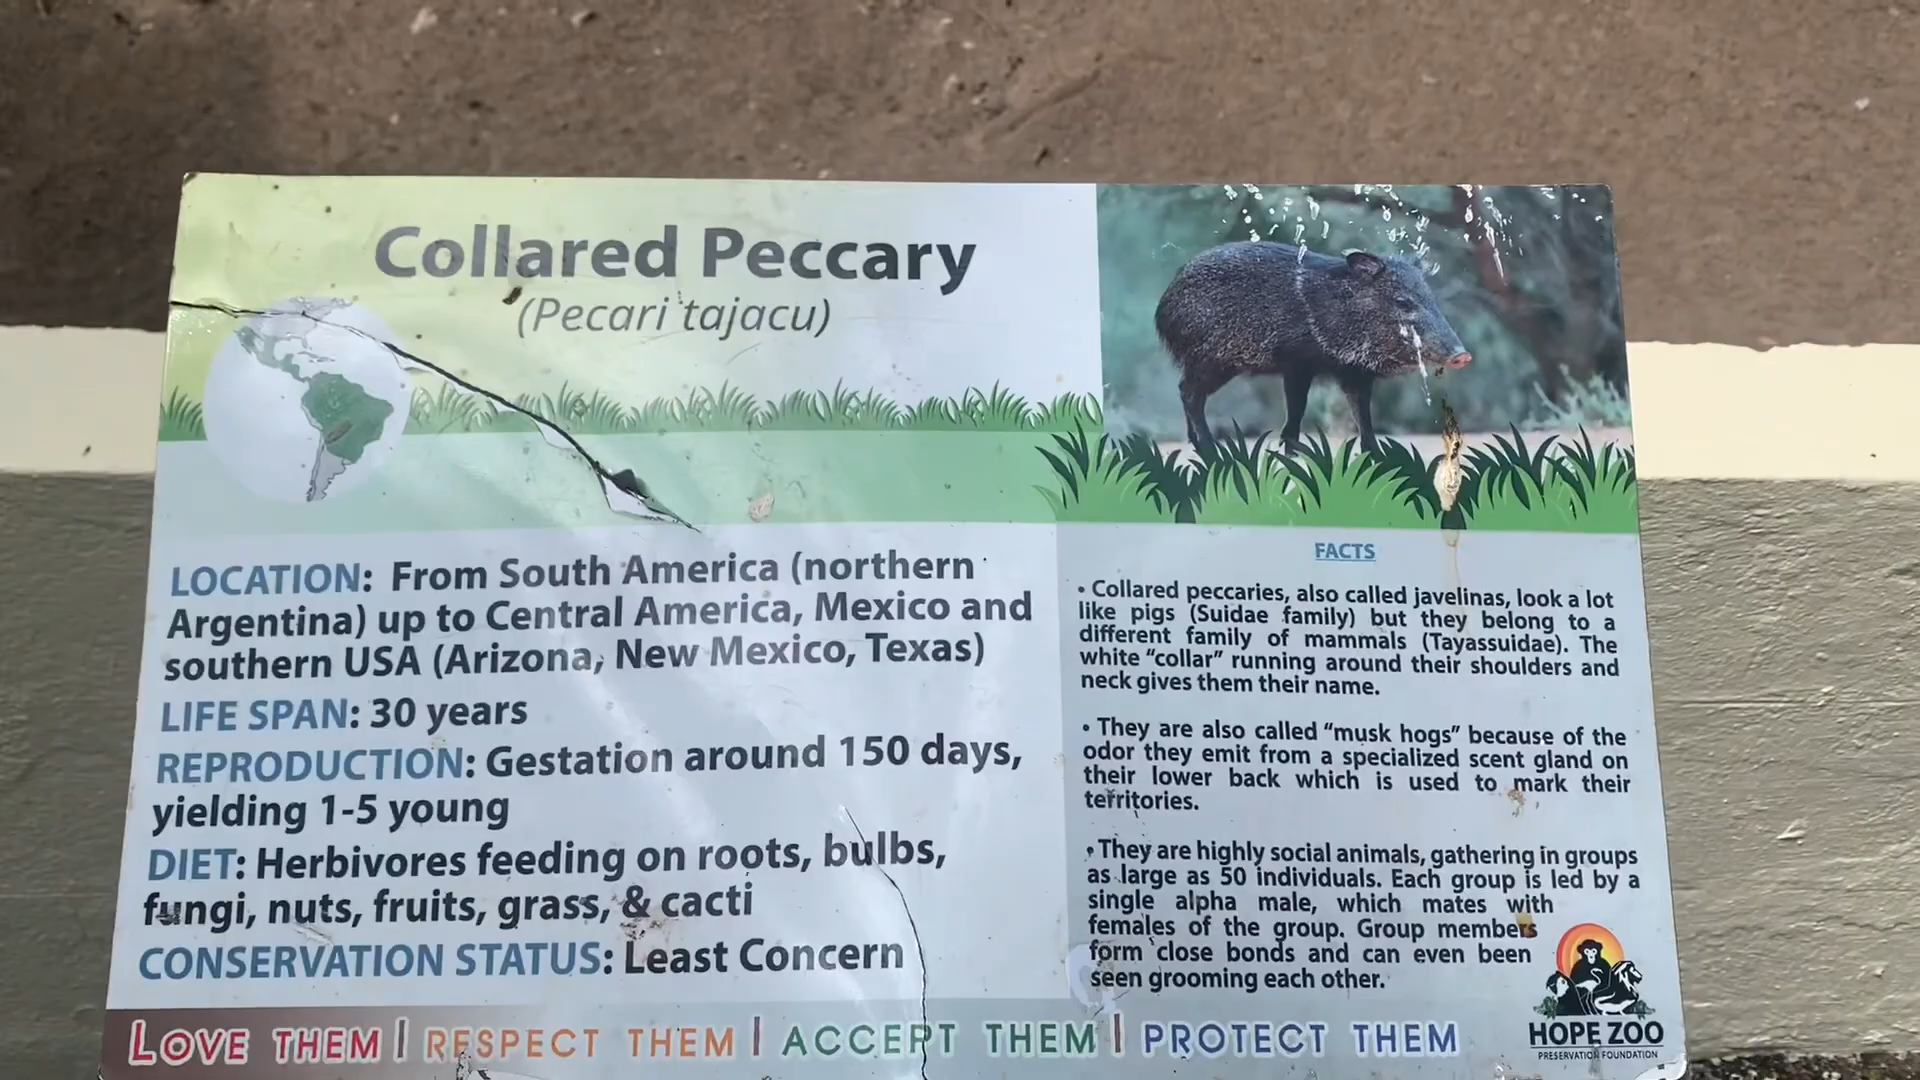 Collared Peccary
(Pecari tajacu)
LOCATION: From South America (northern
Argentina) up to Central America, Mexico and
southern USA (Arizona, New Mexico, Texas)
LIFE SPAN: 30 years
REPRODUCTION: Gestation around 150 days,
yielding 1-5 young
DIET: Herbivores feeding on roots, bulbs,
fungi, nuts, fruits, grass, & cacti
CONSERVATION STATUS: Least Concern
FACTS
• Collared peccaries, also called javelinas, look a lot
like pigs (Suidae family) but they belong to a
different family of mammals (Tayassuidae). The
white "collar" running around their shoulders and
neck gives them their name.
• They are also called "musk hogs" because of the
odor they emit from a specialized scent gland on
their lower back which is used to mark their
territories.
• They are highly social animals, gathering in groups
as large as 50 individuals. Each group is led by a
single alpha male, which mates with
females of the group. Group members
form close bonds and can even been
seen grooming each other.
HOPE ZOO
PRESERVATION FOUNDATION
LOVE THEM | RESPECT THEM | ACCEPT THEM | PROTECT THEM